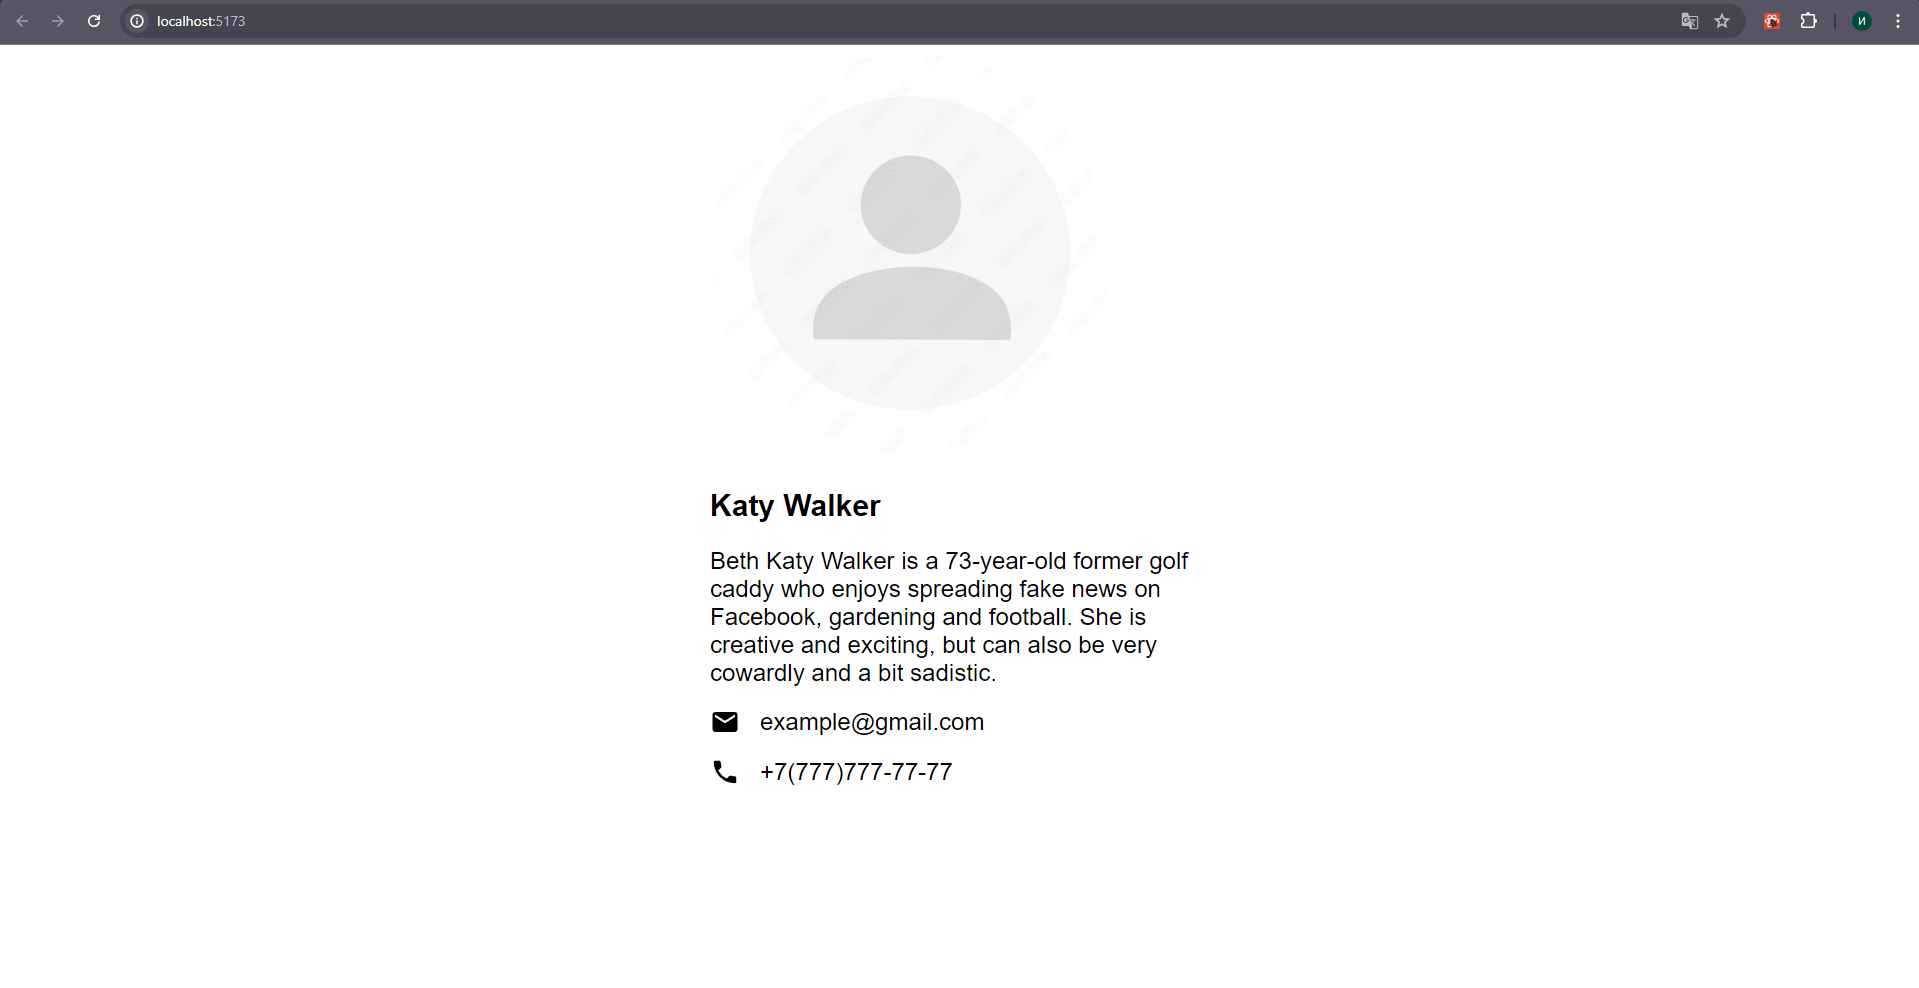 localhost:5173
И
Katy Walker
Beth Katy Walker is a 73-year-old former golf
caddy who enjoys spreading fake news on
Facebook, gardening and football. She is
creative and exciting, but can also be very
cowardly and a bit sadistic.
example@gmail.com
+7(777)777-77-77